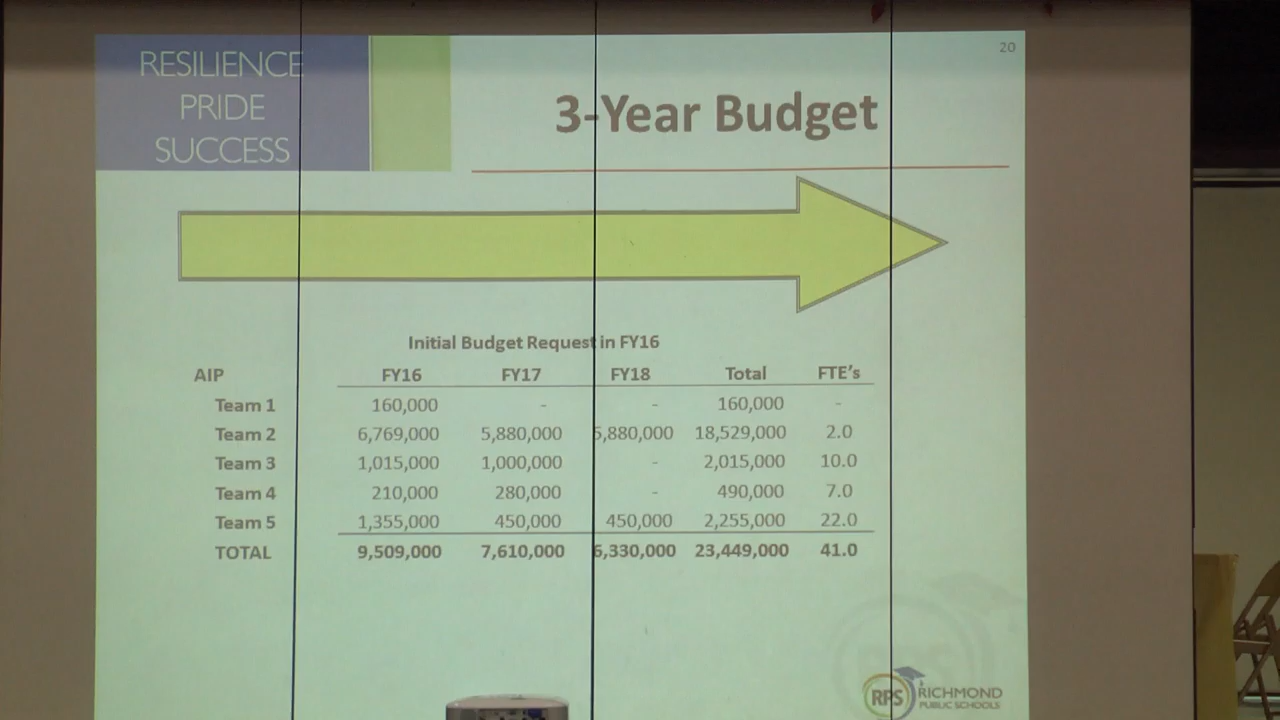 RESILIENCE
PRIDE
SUCCESS
20
3-Year Budget
Initial Budget Request in FY16
AIP FY16 FY17 FY18 Total FTE's
Team 1 160,000 - - 160,000 -
Team 2 6,769,000 5,880,000 5,880,000 18,529,000 2.0
Team 3 1,015,000 1,000,000 - 2,015,000 10.0
Team 4 210,000 280,000 - 490,000 7.0
Team 5 1,355,000 450,000 450,000 2,255,000 22.0
TOTAL 9,509,000 7,610,000 6,330,000 23,449,000 41.0
RPS RICHMOND
PUBLIC SCHOOLS